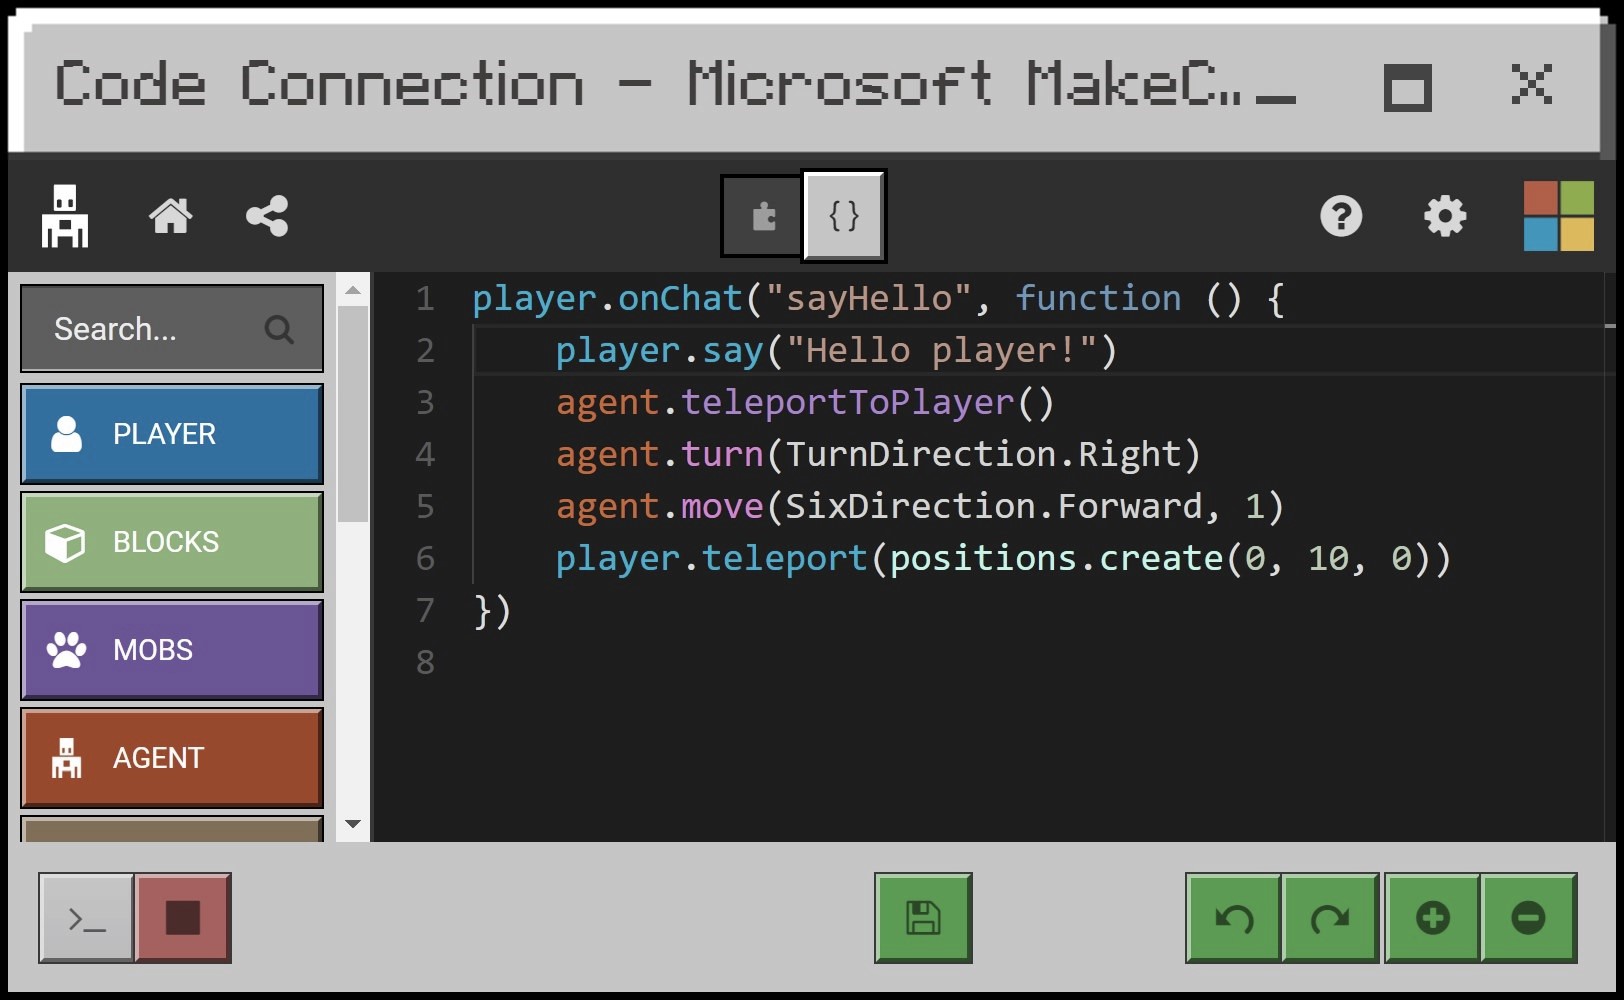 Code Connection - Microsoft MakeC..
{}
?
Search...
PLAYER
BLOCKS
MOBS
AGENT
1 player.onChat("sayHello", function () {
2     player.say("Hello player!")
3     agent.teleportToPlayer()
4     agent.turn(TurnDirection.Right)
5     agent.move(SixDirection.Forward, 1)
6     player.teleport(positions.create(0, 10, 0))
7 })
8
>_